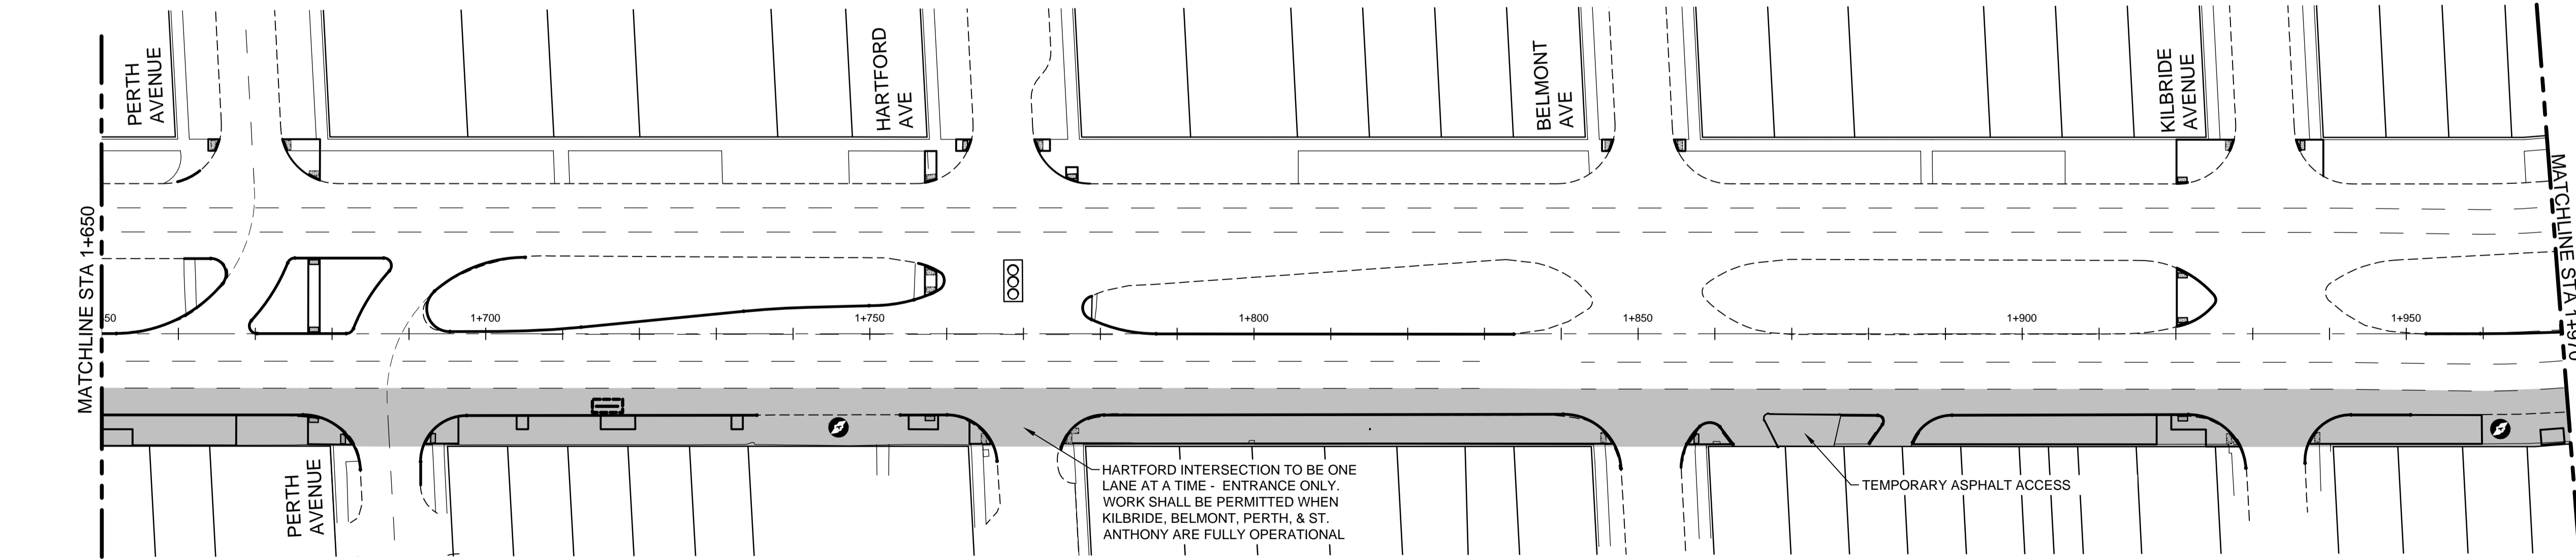 PERTH
AVENUE
HARTFORD
AVE
BELMONT
AVE
KILBRIDE
AVENUE
MATCHLINE STA 1+650
MATCHLINE STA 1+970
50
1+700
1+750
1+800
1+850
1+900
1+950
PERTH
AVENUE
HARTFORD INTERSECTION TO BE ONE
LANE AT A TIME - ENTRANCE ONLY.
WORK SHALL BE PERMITTED WHEN
KILBRIDE, BELMONT, PERTH, & ST.
ANTHONY ARE FULLY OPERATIONAL
TEMPORARY ASPHALT ACCESS